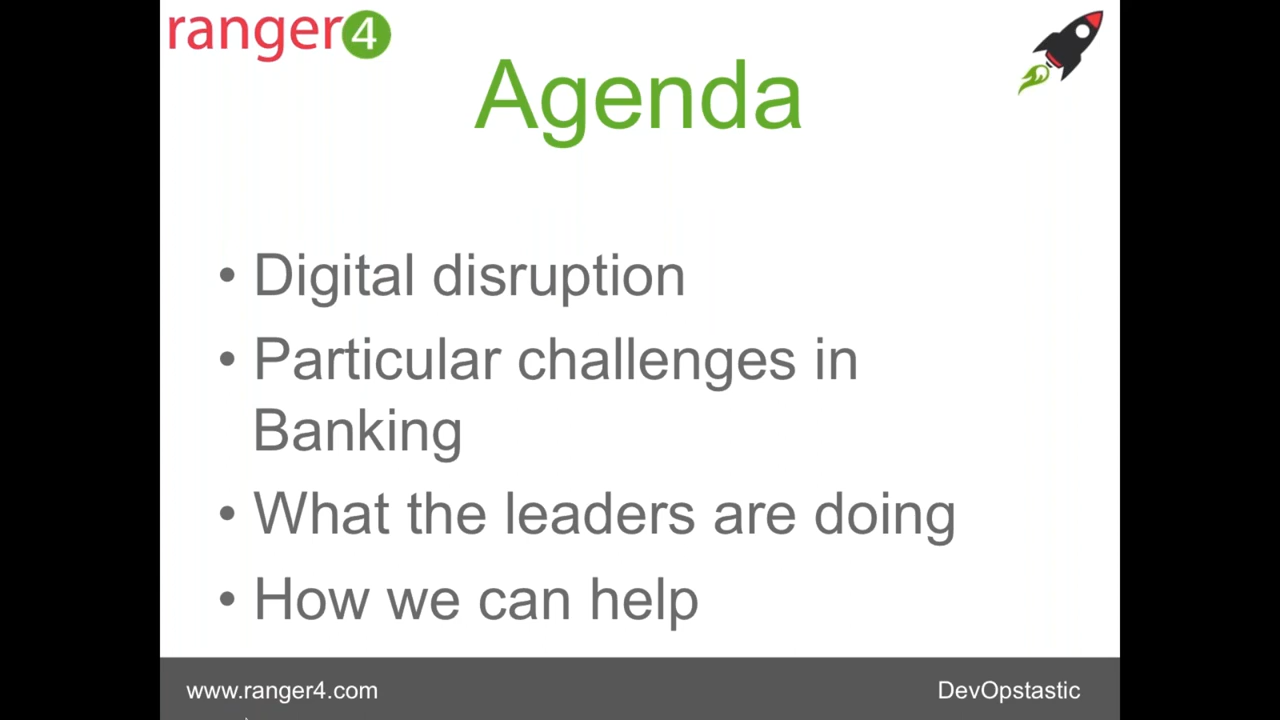 ranger4
Agenda
• Digital disruption
• Particular challenges in
Banking
• What the leaders are doing
• How we can help
www.ranger4.com
DevOpstastic